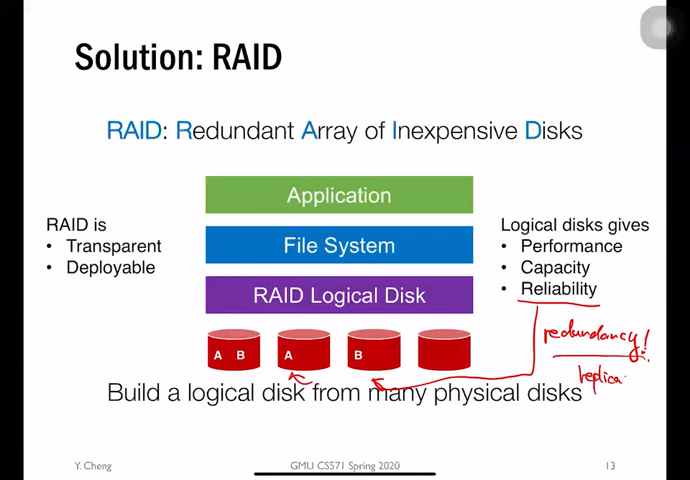 Solution: RAID
RAID: Redundant Array of Inexpensive Disks
Application
RAID is
• Transparent
• Deployable
File System
Logical disks gives
• Performance
• Capacity
• Reliability
RAID Logical Disk
redundancy!
replica
A B
A
B
Build a logical disk from many physical disks
Y. Cheng
GMU CS571 Spring 2020
13